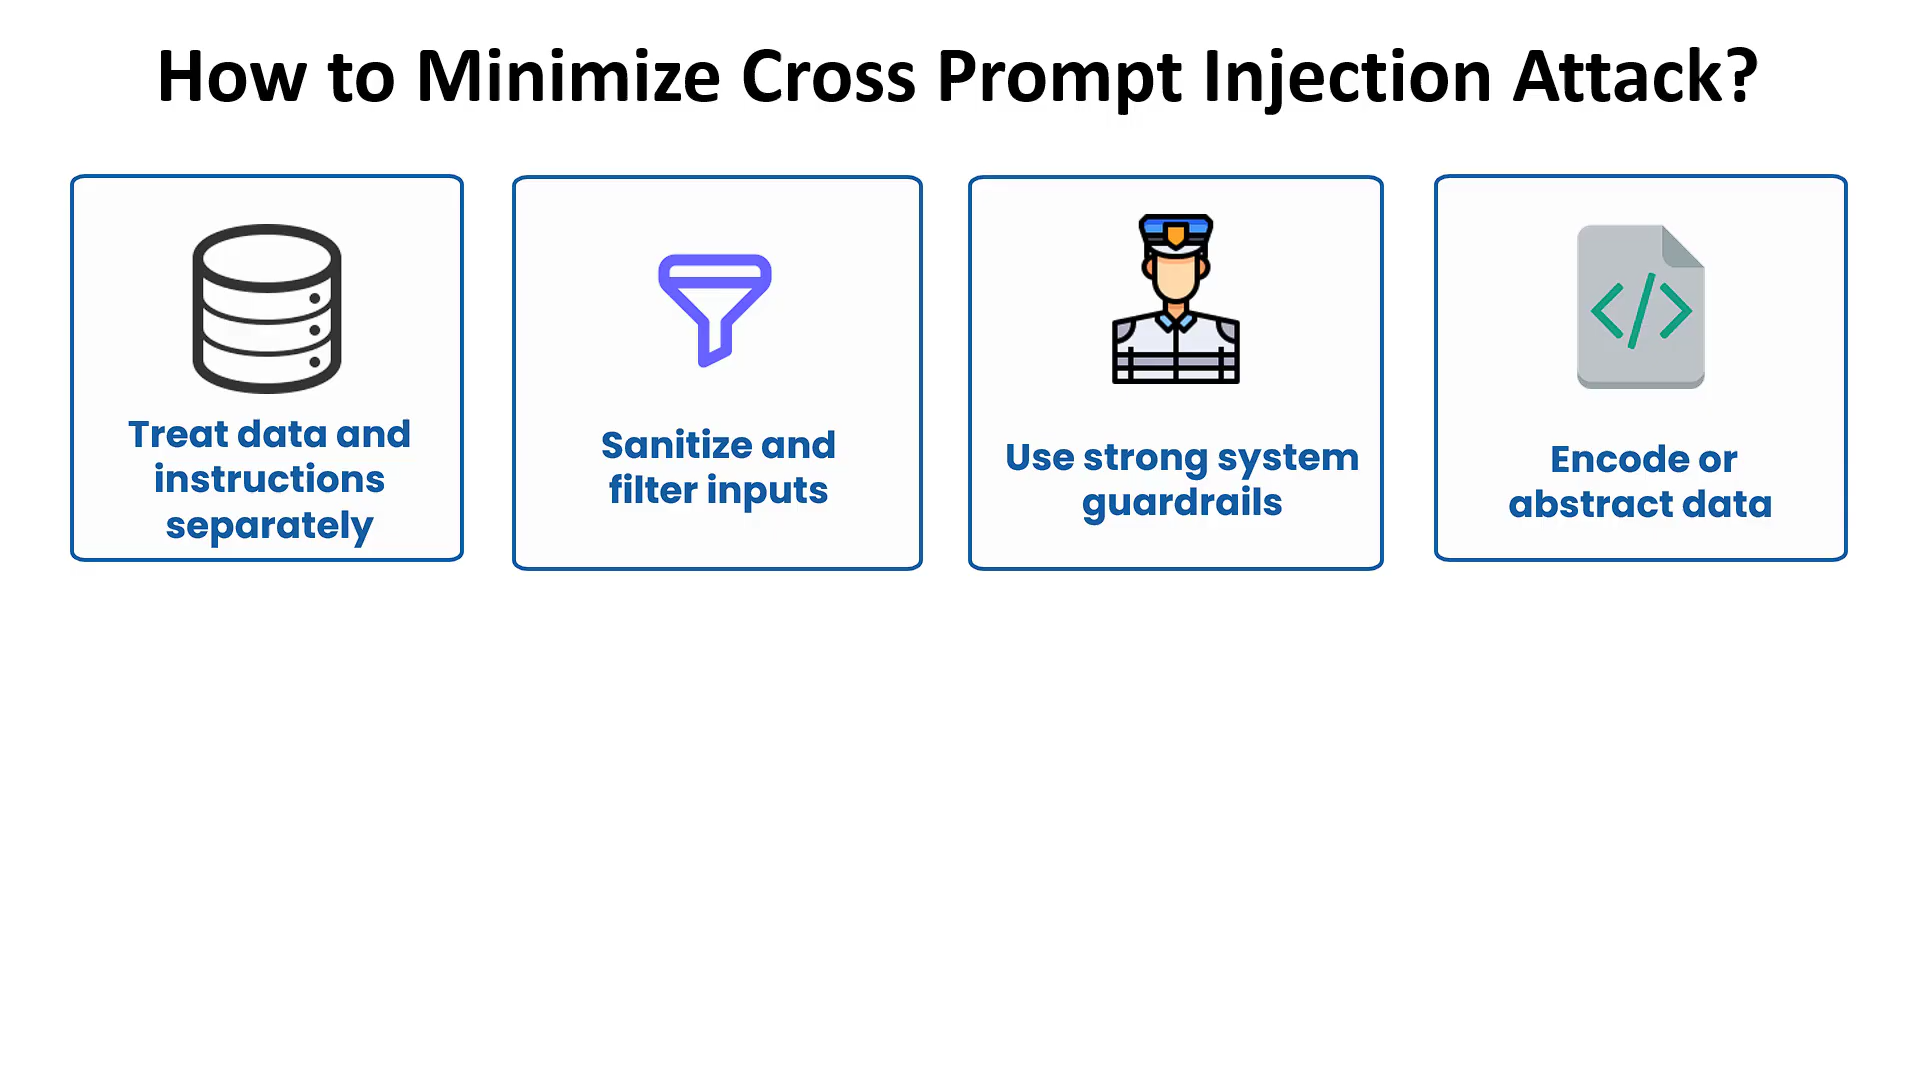 How to Minimize Cross Prompt Injection Attack?
Treat data and
instructions
separately
Sanitize and
filter inputs
Use strong system
guardrails
Encode or
abstract data